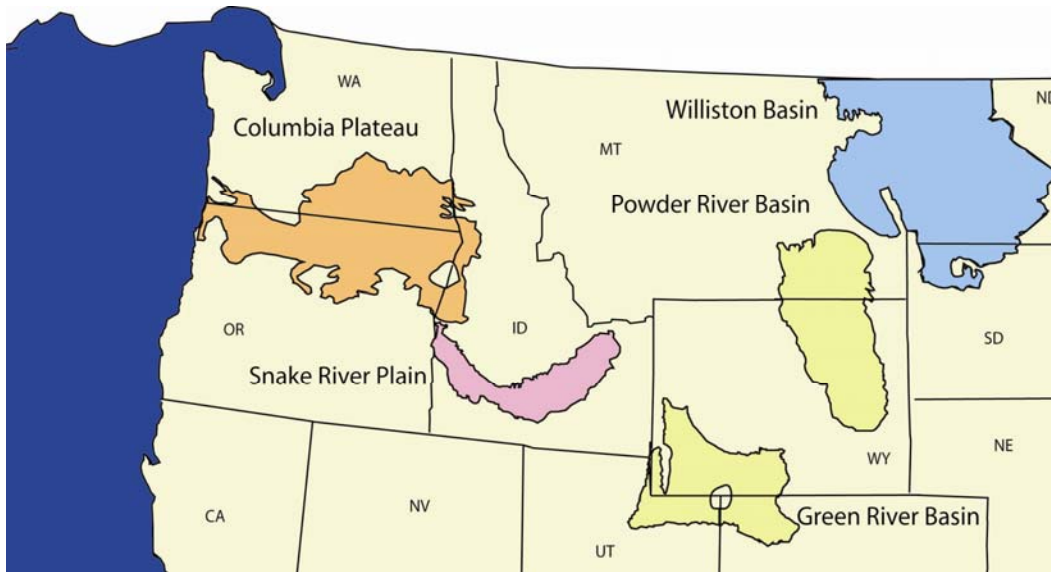 WA
ND
Williston Basin
Columbia Plateau
MT
Powder River Basin
OR
ID
SD
Snake River Plain
NE
WY
CA
NV
Green River Basin
UT